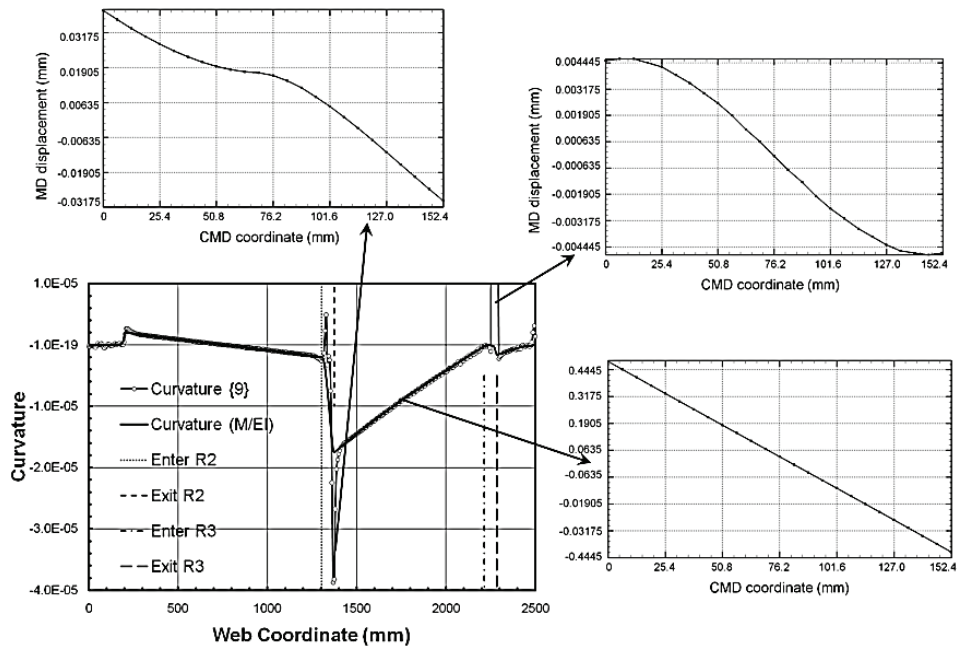 0.03175
0.01905
0.00635
-0.00635
-0.01905
-0.03175
MD displacement (mm)
0 25.4 50.8 76.2 101.6 127.0 152.4
CMD coordinate (mm)
0.004445
0.003175
0.001905
0.000635
-0.000635
-0.001905
-0.003175
-0.004445
MD displacement (mm)
0 25.4 50.8 76.2 101.6 127.0 152.4
CMD coordinate (mm)
1.0E-05
-1.0E-19
-1.0E-05
-2.0E-05
-3.0E-05
-4.0E-05
Curvature
Curvature {9}
Curvature (M/EI)
Enter R2
Exit R2
Enter R3
Exit R3
0 500 1000 1500 2000 2500
Web Coordinate (mm)
0.4445
0.3175
0.1905
0.0635
-0.0635
-0.01905
-0.03175
-0.4445
0 25.4 50.8 76.2 101.6 127.0 152.4
CMD coordinate (mm)